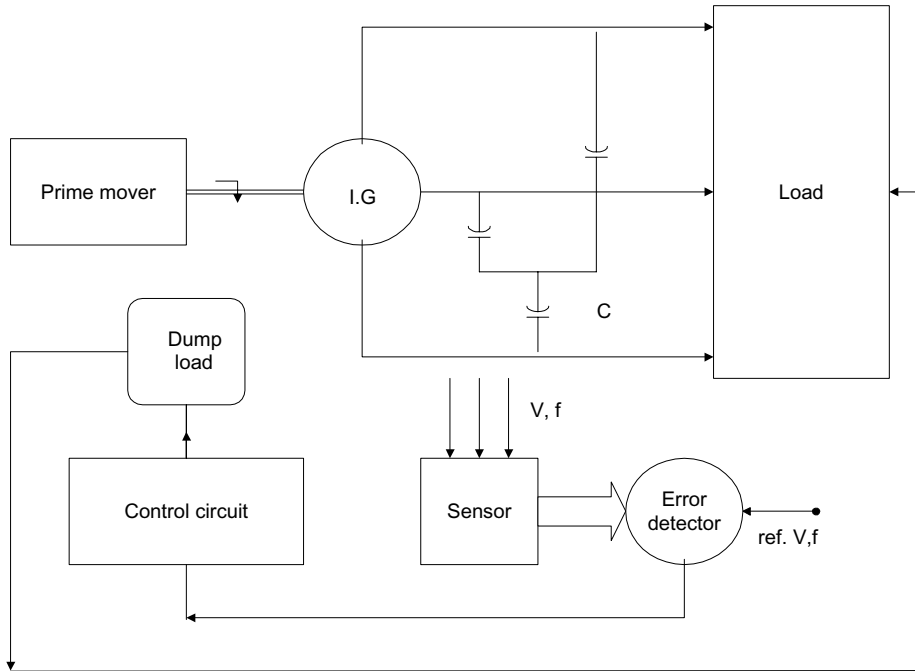 Prime mover
I.G
Load
C
Dump
load
V, f
Control circuit
Sensor
Error
detector
ref. V,f